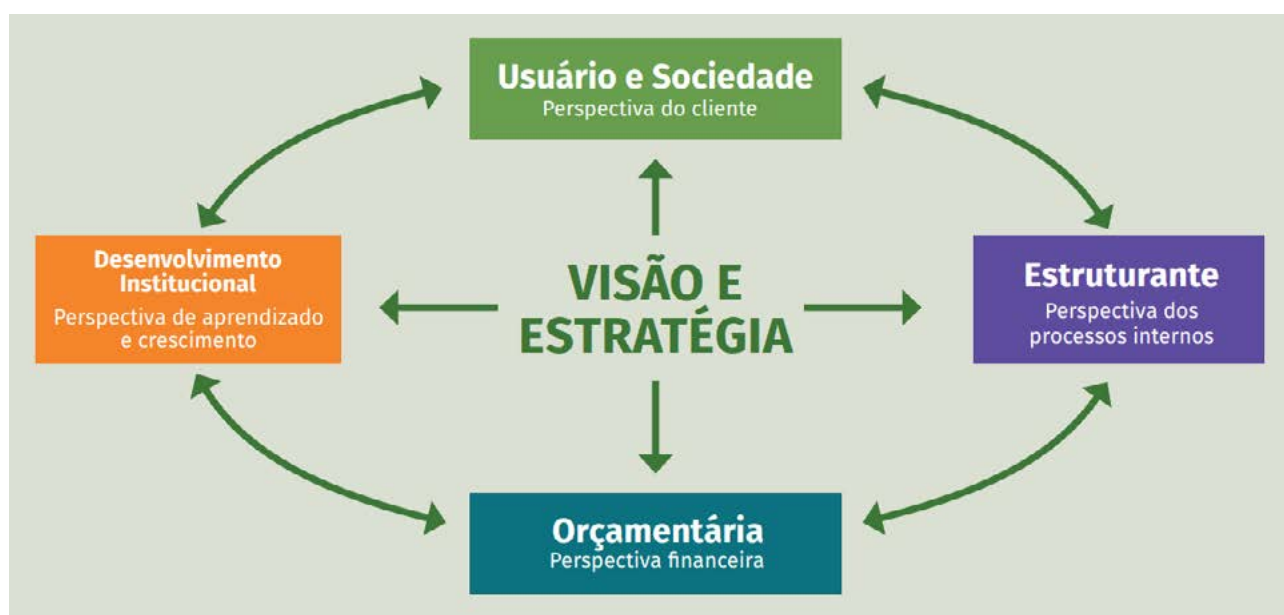 Usuário e Sociedade
Perspectiva do cliente
Desenvolvimento
Institucional
Perspectiva de aprendizado
e crescimento
VISÃO E
ESTRATÉGIA
Estruturante
Perspectiva dos
processos internos
Orçamentária
Perspectiva financeira